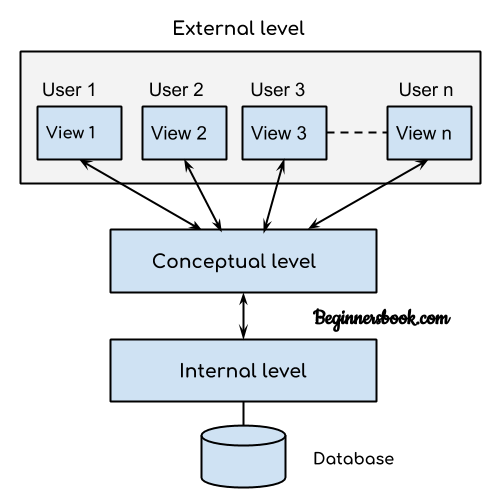 External level
User 1 User 2 User 3 User n
View 1 View 2 View 3 View n
Conceptual level
Beginnersbook.com
Internal level
Database